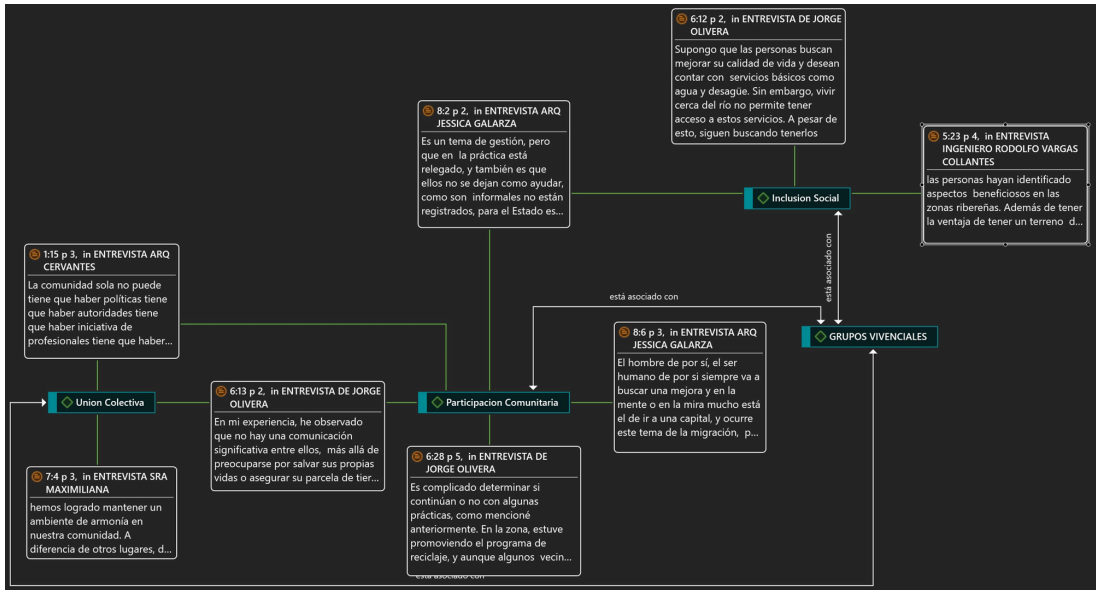 6:12 p 2, in ENTREVISTA DE JORGE
OLIVERA
Supongo que las personas buscan
mejorar su calidad de vida y desean
contar con servicios básicos como
agua y desagüe. Sin embargo, vivir
cerca del río no permite tener
acceso a estos servicios. A pesar de
esto, siguen buscando tenerlos
8:2 p 2, in ENTREVISTA ARQ
JESSICA GALARZA
Es un tema de gestión, pero
que en la práctica está
relegado, y también es que
ellos no se dejan como ayudar,
como son informales no están
registrados, para el Estado es...
5:23 p 4, in ENTREVISTA
INGENIERO RODOLFO VARGAS
COLLANTES
las personas hayan identificado
aspectos beneficiosos en las
zonas ribereñas. Además de tener
la ventaja de tener un terreno d...
Inclusion Social
está asociado con
1:15 p 3, in ENTREVISTA ARQ
CERVANTES
La comunidad sola no puede
tiene que haber políticas tiene
que haber autoridades tiene
que haber iniciativa de
profesionales tiene que haber...
está asociado con
GRUPOS VIVENCIALES
8:6 p 3, in ENTREVISTA ARQ
JESSICA GALARZA
El hombre de por sí, el ser
humano de por si siempre va a
buscar una mejora y en la
mente o en la mira mucho está
el de ir a una capital, y ocurre
este tema de la migración, p...
Union Colectiva
6:13 p 2, in ENTREVISTA DE JORGE
OLIVERA
En mi experiencia, he observado
que no hay una comunicación
significativa entre ellos, más allá de
preocuparse por salvar sus propias
vidas o asegurar su parcela de tier...
Participacion Comunitaria
7:4 p 3, in ENTREVISTA SRA
MAXIMILIANA
hemos logrado mantener un
ambiente de armonía en
nuestra comunidad. A
diferencia de otros lugares, d...
6:28 p 5, in ENTREVISTA DE
JORGE OLIVERA
Es complicado determinar si
continúan o no con algunas
prácticas, como mencioné
anteriormente. En la zona, estuve
promoviendo el programa de
reciclaje, y aunque algunos vecin...
está asociado con